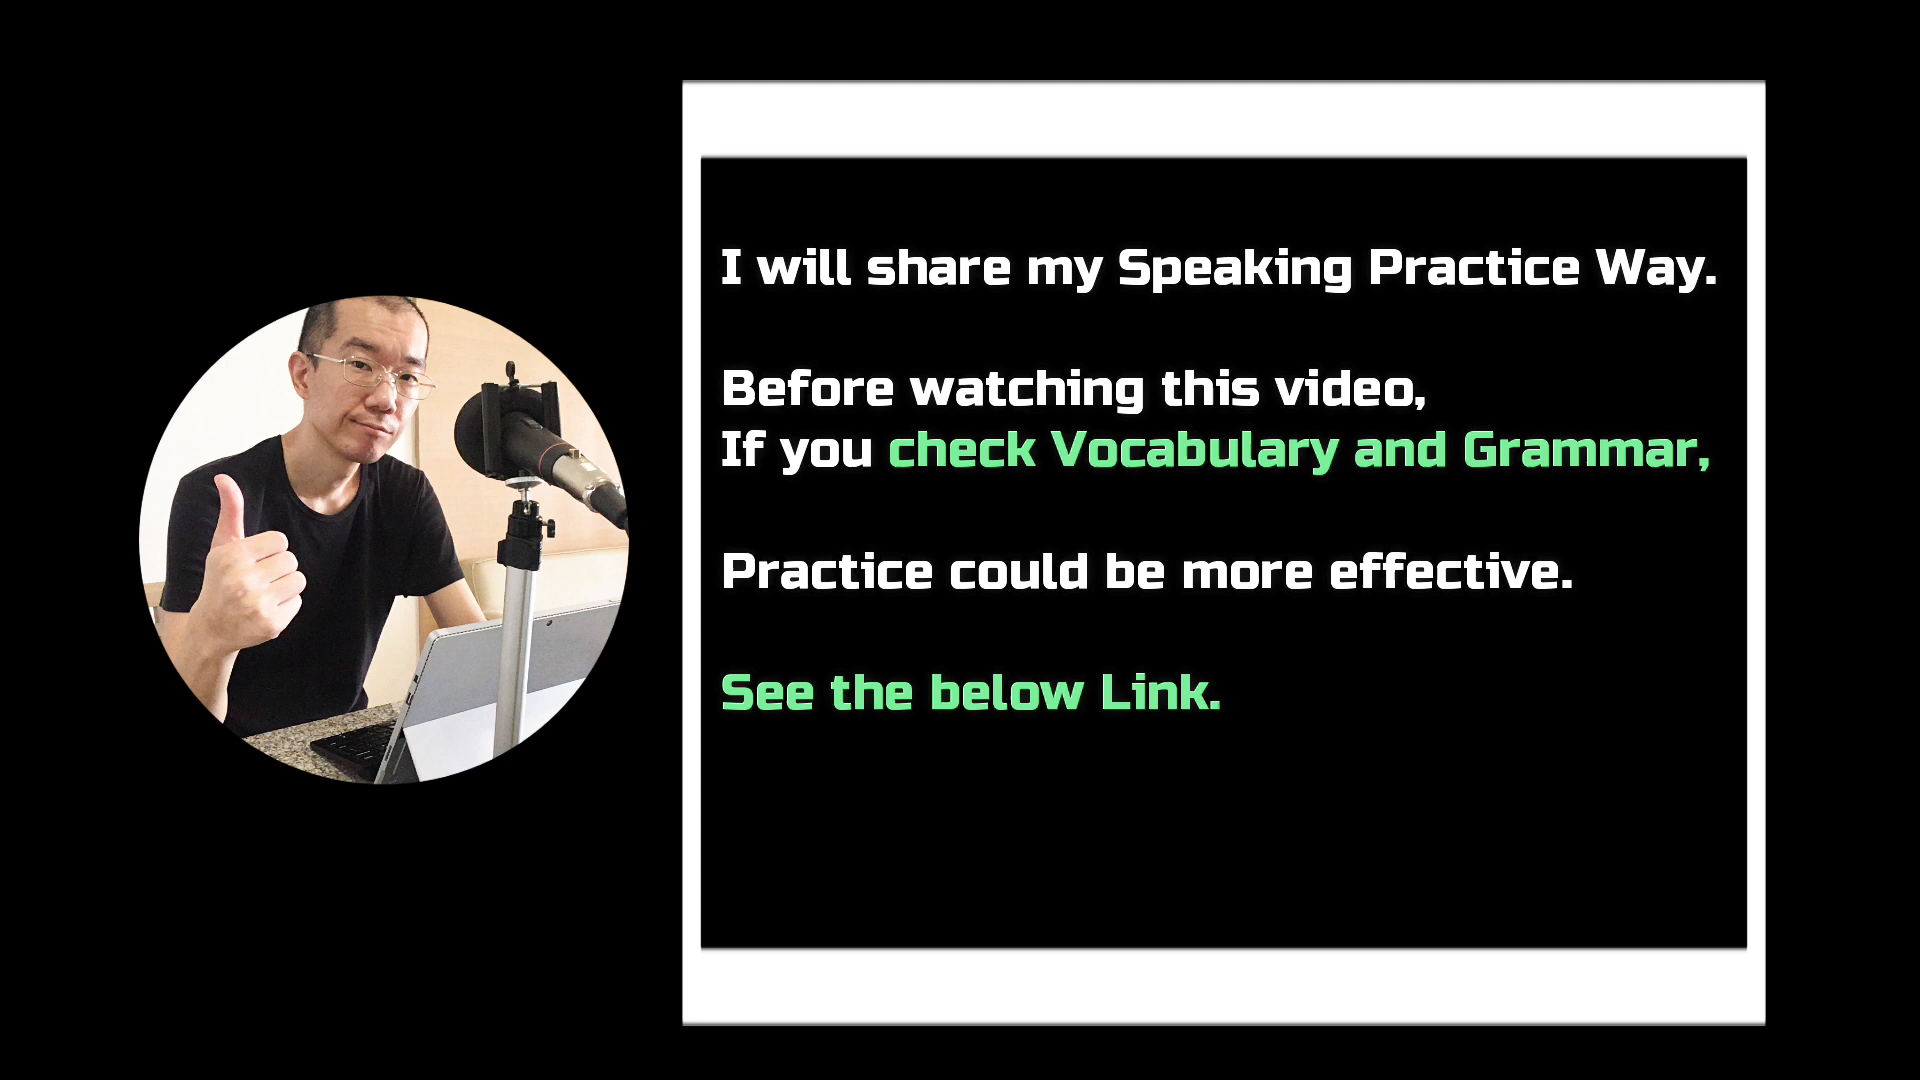 I will share my Speaking Practice Way.
Before watching this video,
If you check Vocabulary and Grammar,
Practice could be more effective.
See the below Link.